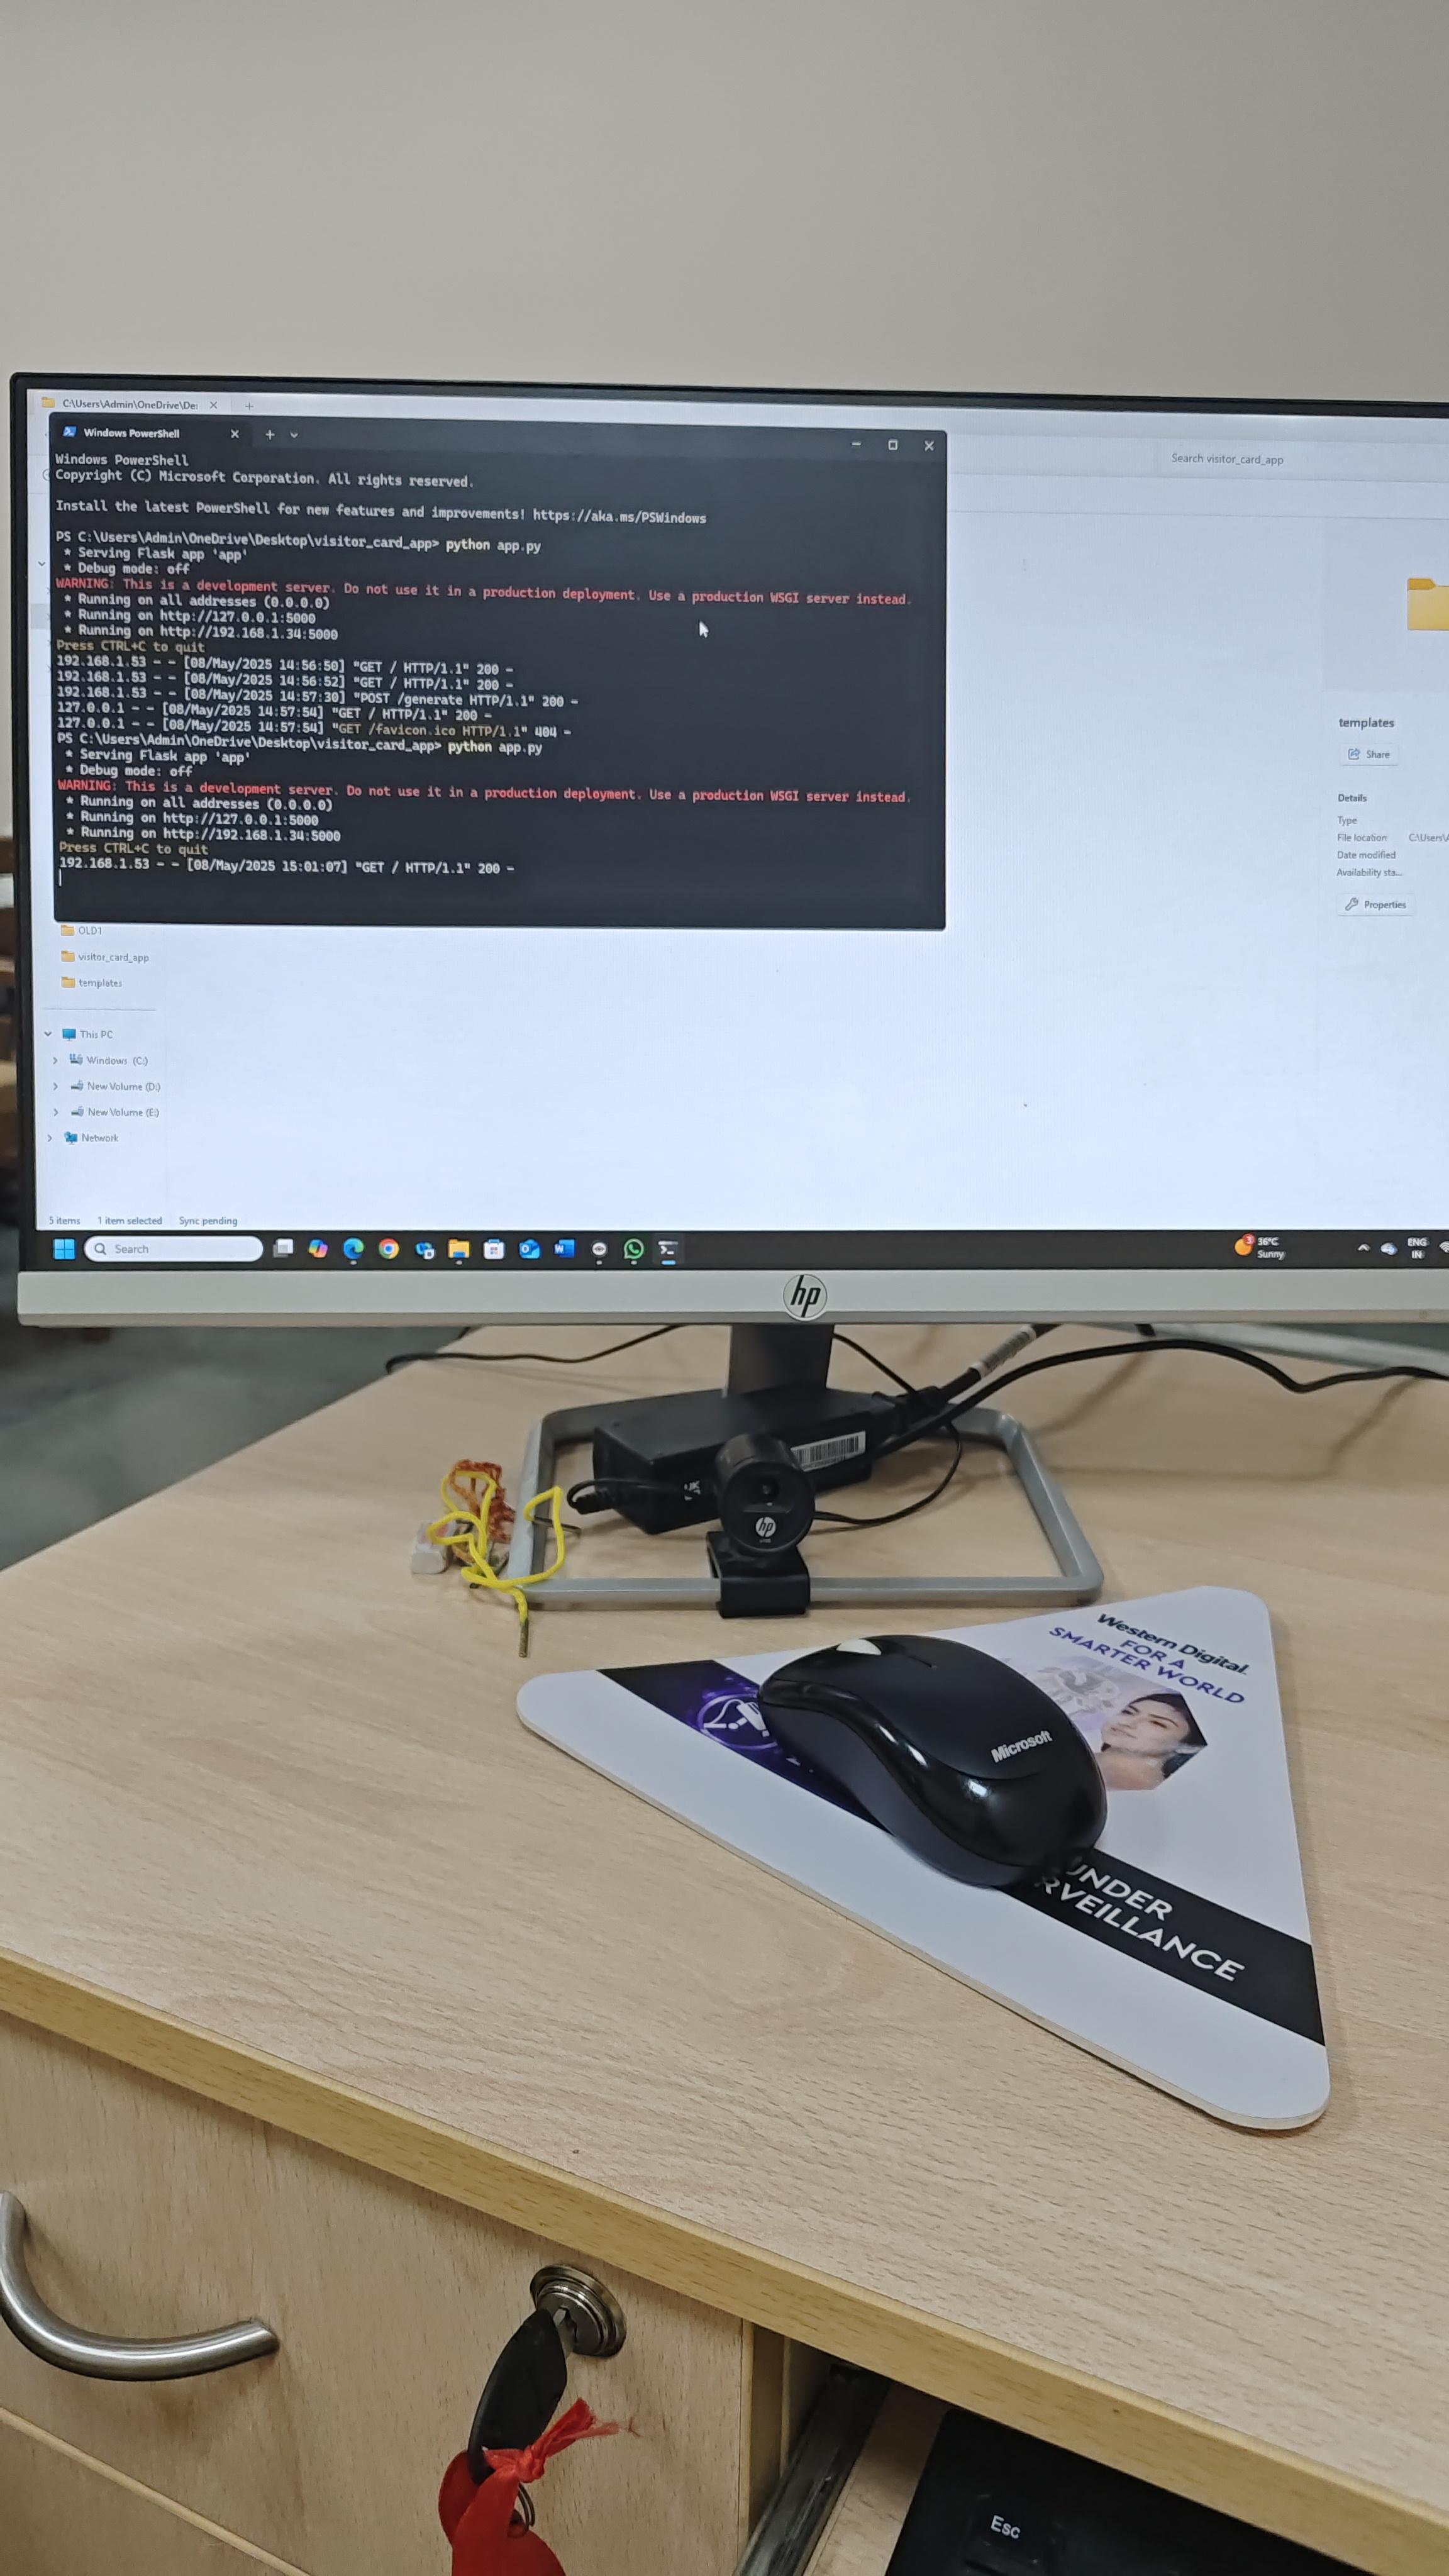 C:\Users\Admin\OneDrive\De:
Windows PowerShell
Search visitor_card_app
Windows PowerShell
Copyright (C) Microsoft Corporation. All rights reserved.
Install the latest PowerShell for new features and improvements! https://aka.ms/PSWindows
PS C:\Users\Admin\OneDrive\Desktop\visitor_card_app> python app.py
* Serving Flask app 'app'
* Debug mode: off
WARNING: This is a development server. Do not use it in a production deployment. Use a production WSGI server instead.
* Running on all addresses (0.0.0.0)
* Running on http://127.0.0.1:5000
* Running on http://192.168.1.34:5000
Press CTRL+C to quit
192.168.1.53 - - [08/May/2025 14:56:50] "GET / HTTP/1.1" 200 -
192.168.1.53 - - [08/May/2025 14:56:52] "GET / HTTP/1.1" 200 -
192.168.1.53 - - [08/May/2025 14:57:30] "POST /generate HTTP/1.1" 200 -
127.0.0.1 - - [08/May/2025 14:57:54] "GET / HTTP/1.1" 200 -
127.0.0.1 - - [08/May/2025 14:57:54] "GET /favicon.ico HTTP/1.1" 404 -
PS C:\Users\Admin\OneDrive\Desktop\visitor_card_app> python app.py
* Serving Flask app 'app'
* Debug mode: off
WARNING: This is a development server. Do not use it in a production deployment. Use a production WSGI server instead.
* Running on all addresses (0.0.0.0)
* Running on http://127.0.0.1:5000
* Running on http://192.168.1.34:5000
Press CTRL+C to quit
192.168.1.53 - - [08/May/2025 15:01:07] "GET / HTTP/1.1" 200 -
templates
Share
Details
Type
File location C:\Users\A
Date modified
Availability sta...
Properties
OLD1
visitor_card_app
templates
This PC
Windows (C:)
New Volume (D:)
New Volume (E:)
Network
5 items 1 item selected Sync pending
Search
3
36°C
Sunny
ENG
IN
hp
hp
Western Digital.
FOR A
SMARTER WORLD
Microsoft
UNDER
RVEILLANCE
Esc